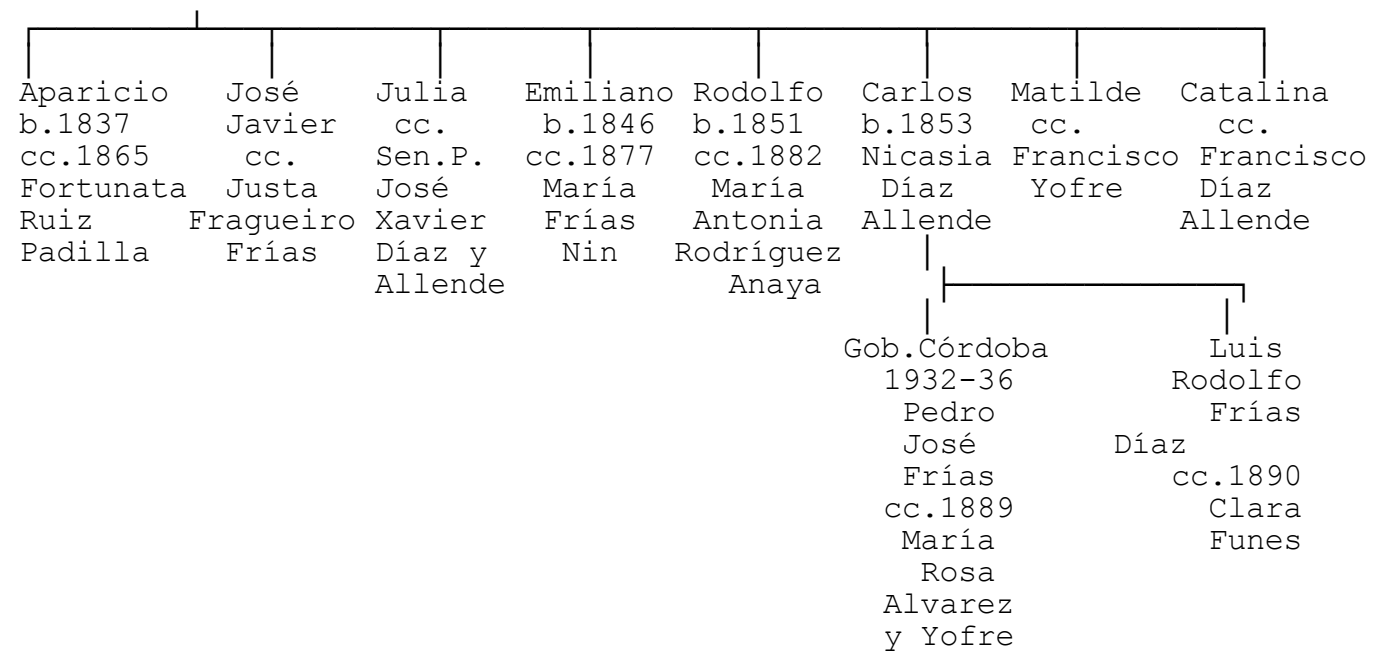 Aparicio José Julia Emiliano Rodolfo Carlos Matilde Catalina
b.1837 Javier cc. b.1846 b.1851 b.1853 cc. cc.
cc.1865 cc. Sen.P. cc.1877 cc.1882 Nicasia Francisco Francisco
Fortunata Justa José María María Díaz Yofre Díaz
Ruiz Fragueiro Xavier Frías Antonia Allende Allende
Padilla Frías Díaz y Nin Rodríguez
Allende Anaya
Gob.Córdoba Luis
1932-36 Rodolfo
Pedro Frías
José Díaz
Frías cc.1890
cc.1889 Clara
María Funes
Rosa
Alvarez
y Yofre